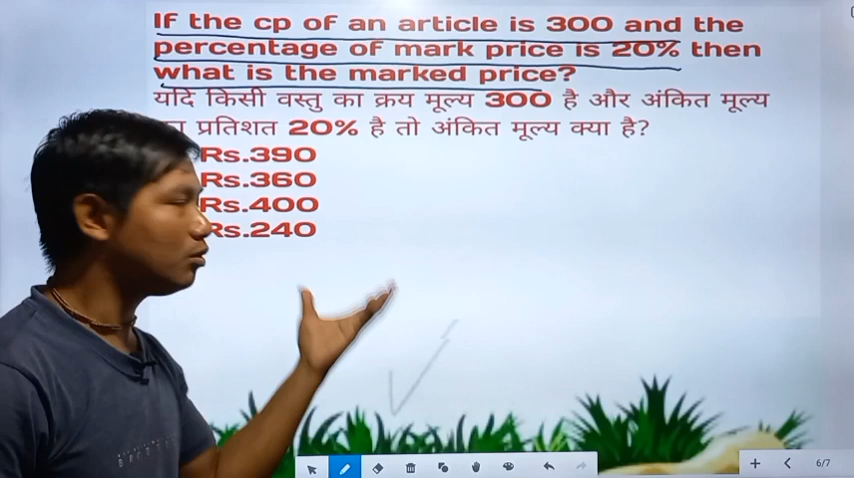 If the cp of an article is 300 and the
percentage of mark price is 20% then
what is the marked price?
यदि किसी वस्तु का क्रय मूल्य 300 है और अंकित मूल्य
प्रतिशत 20% है तो अंकित मूल्य क्या है?
Rs.390
Rs.360
Rs.400
Rs.240
6/7